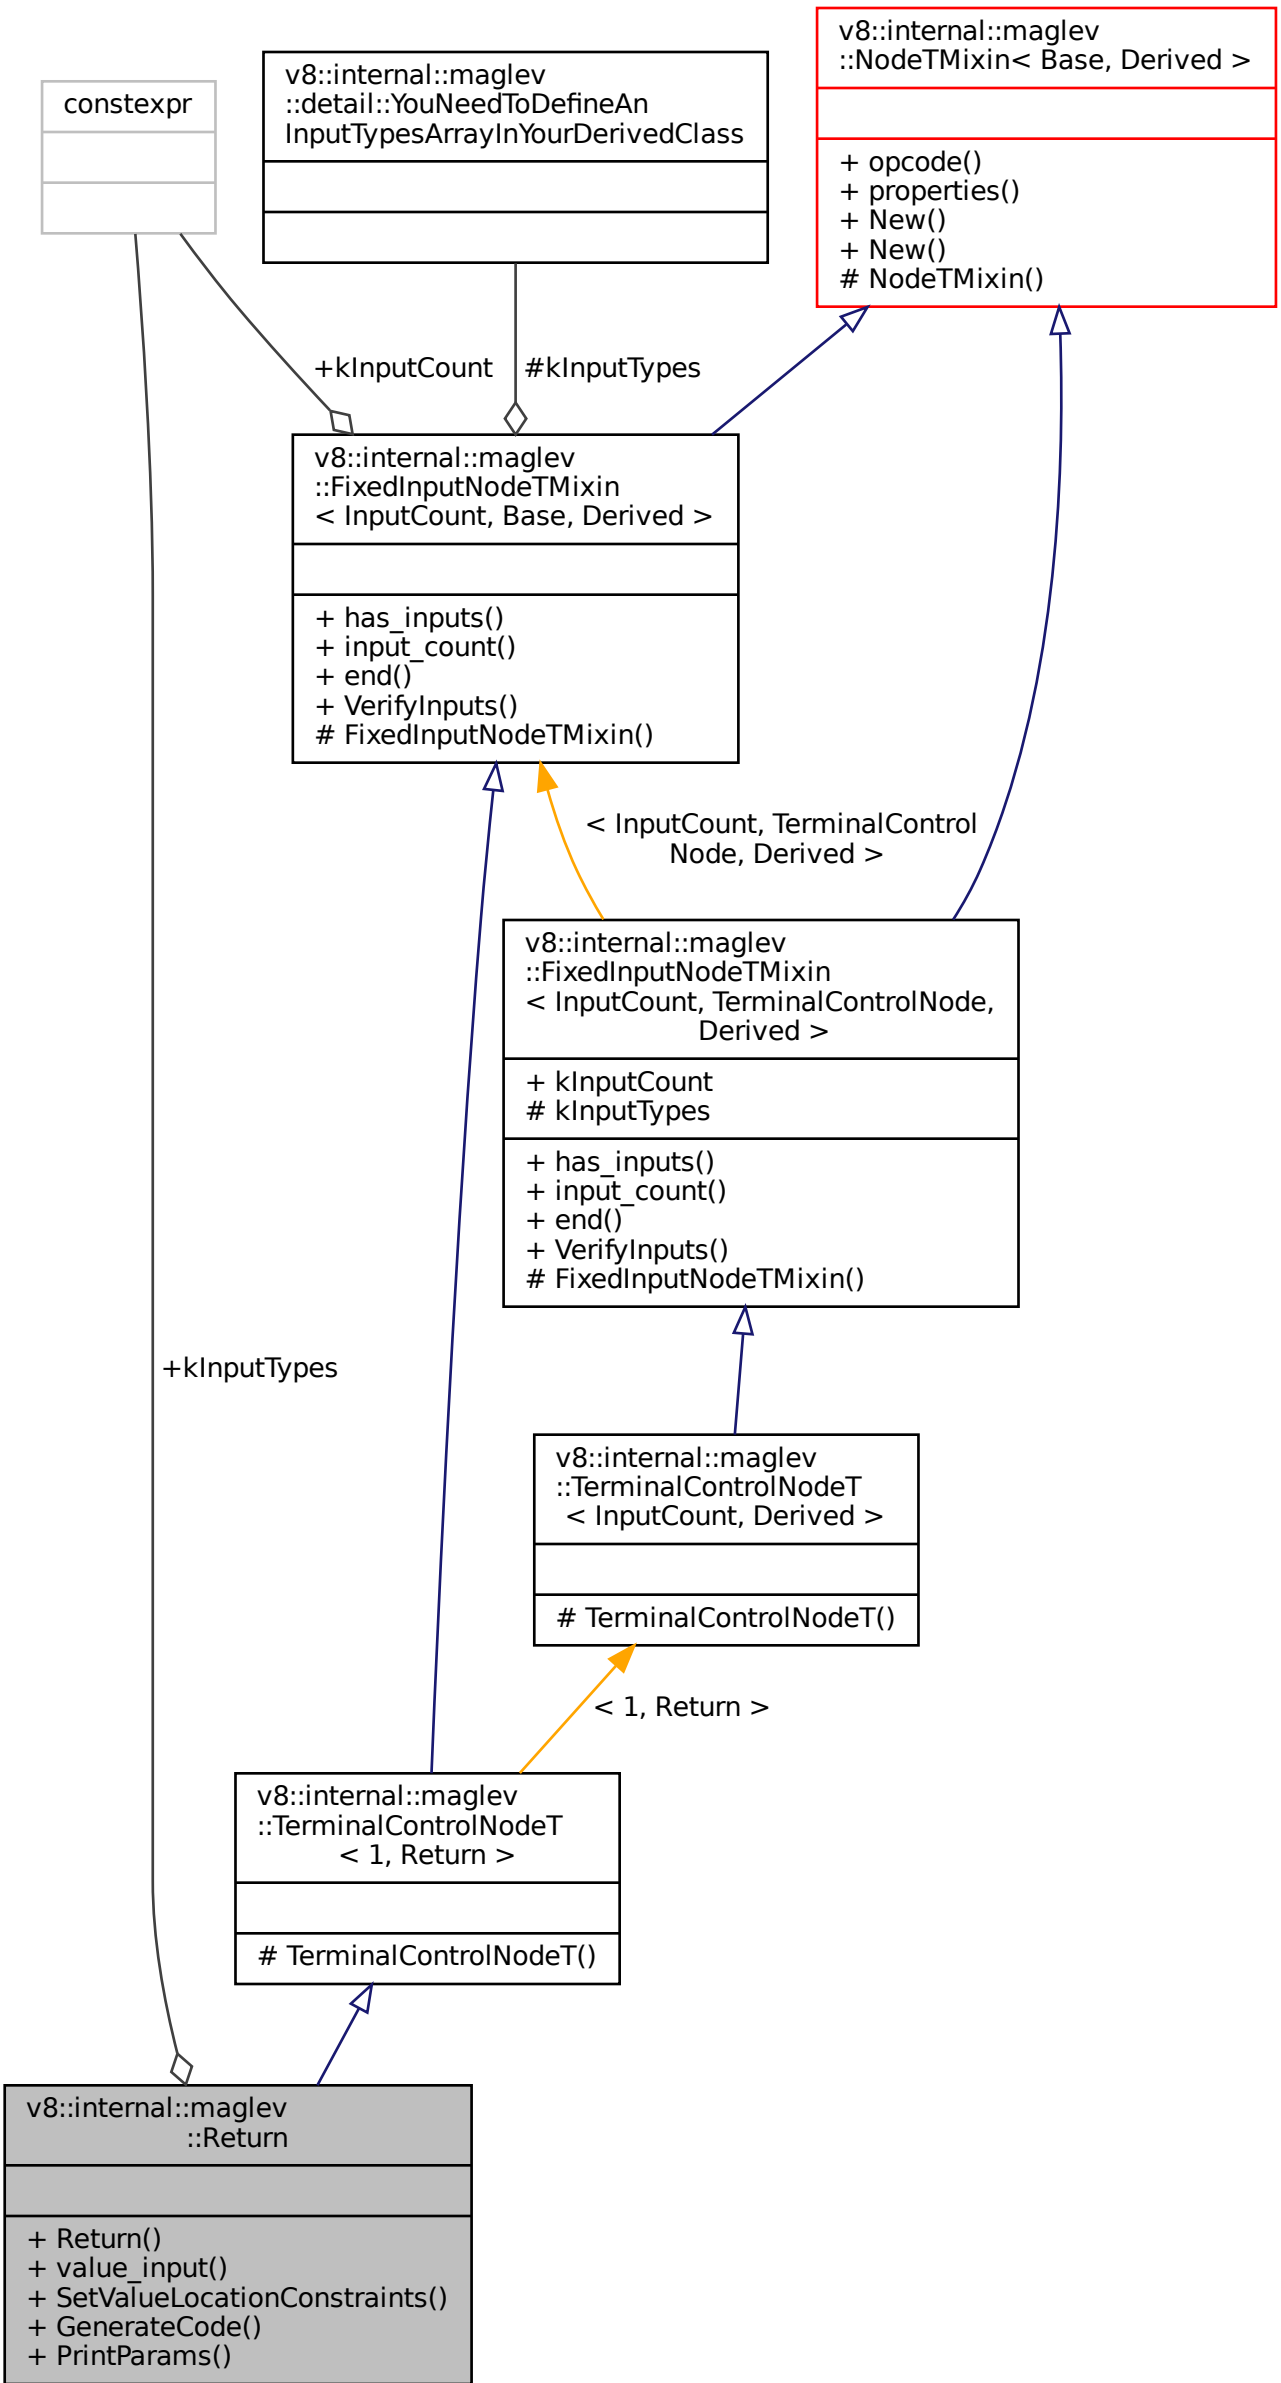 v8::internal::maglev
::NodeTMixin< Base, Derived >
+ opcode()
+ properties()
+ New()
+ New()
# NodeTMixin()
v8::internal::maglev
::detail::YouNeedToDefineAn
InputTypesArrayInYourDerivedClass
constexpr
+kInputCount
#kInputTypes
v8::internal::maglev
::FixedInputNodeTMixin
< InputCount, Base, Derived >
+ has_inputs()
+ input_count()
+ end()
+ VerifyInputs()
# FixedInputNodeTMixin()
< InputCount, TerminalControl
Node, Derived >
v8::internal::maglev
::FixedInputNodeTMixin
< InputCount, TerminalControlNode,
Derived >
+ kInputCount
# kInputTypes
+ has_inputs()
+ input_count()
+ end()
+ VerifyInputs()
# FixedInputNodeTMixin()
+kInputTypes
v8::internal::maglev
::TerminalControlNodeT
< InputCount, Derived >
# TerminalControlNodeT()
< 1, Return >
v8::internal::maglev
::TerminalControlNodeT
< 1, Return >
# TerminalControlNodeT()
v8::internal::maglev
::Return
+ Return()
+ value_input()
+ SetValueLocationConstraints()
+ GenerateCode()
+ PrintParams()